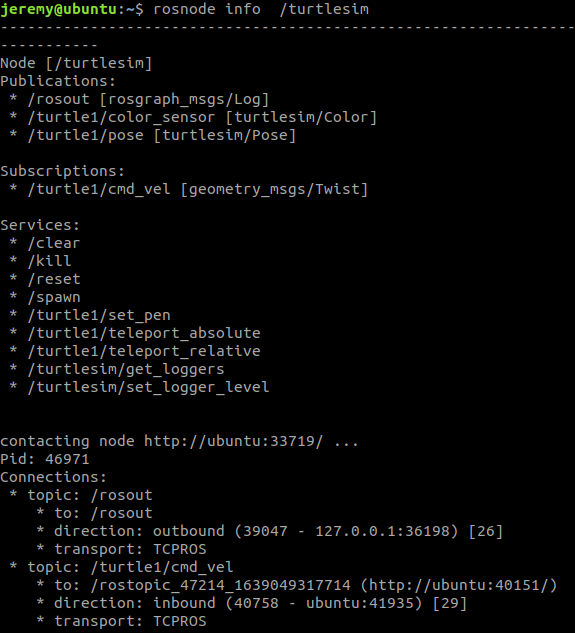 jeremy@ubuntu:~$ rosnode info  /turtlesim
--------------------------------------------------------------------------------
Node [/turtlesim]
Publications:
 * /rosout [rosgraph_msgs/Log]
 * /turtle1/color_sensor [turtlesim/Color]
 * /turtle1/pose [turtlesim/Pose]

Subscriptions:
 * /turtle1/cmd_vel [geometry_msgs/Twist]

Services:
 * /clear
 * /kill
 * /reset
 * /spawn
 * /turtle1/set_pen
 * /turtle1/teleport_absolute
 * /turtle1/teleport_relative
 * /turtlesim/get_loggers
 * /turtlesim/set_logger_level


contacting node http://ubuntu:33719/ ...
Pid: 46971
Connections:
 * topic: /rosout
    * to: /rosout
    * direction: outbound (39047 - 127.0.0.1:36198) [26]
    * transport: TCPROS
 * topic: /turtle1/cmd_vel
    * to: /rostopic_47214_1639049317714 (http://ubuntu:40151/)
    * direction: inbound (40758 - ubuntu:41935) [29]
    * transport: TCPROS